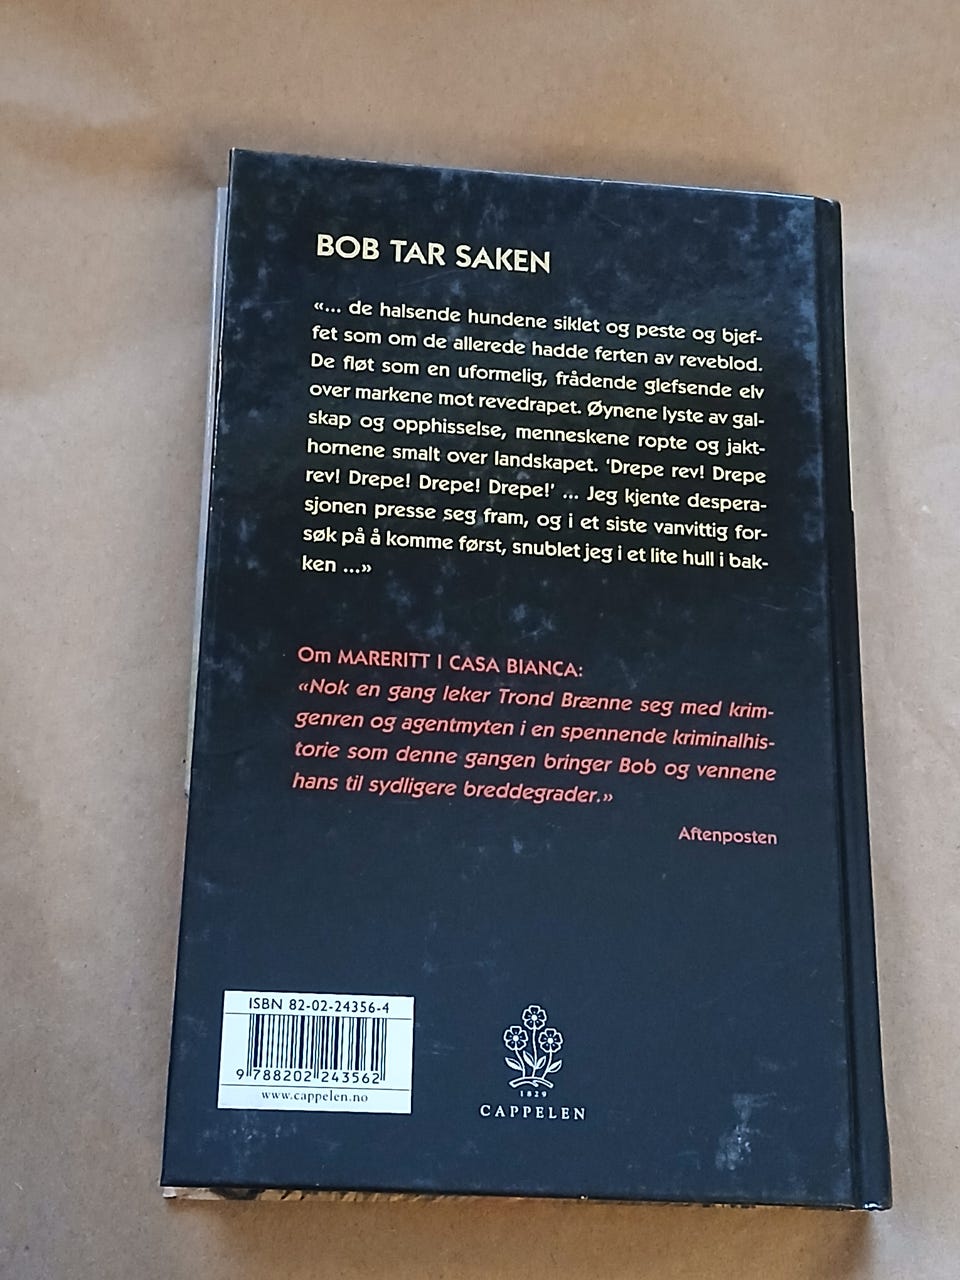 BOB TAR SAKEN
«... de halsende hundene siklet og peste og bjef-
fet som om de allerede hadde ferten av reveblod.
De fløt som en uformelig, frådende glefsende elv
over markene mot revedrapet. Øynene lyste av gal-
skap og opphisselse, menneskene ropte og jakt-
hornene smalt over landskapet. ‘Drepe rev! Drepe
rev! Drepe! Drepe! Drepe!’ ... Jeg kjente despera-
sjonen presse seg fram, og i et siste vanvittig for-
søk på å komme først, snublet jeg i et lite hull i bak-
ken ...»
Om MARERITT I CASA BIANCA:
«Nok en gang leker Trond Brænne seg med krim-
genren og agentmyten i en spennende kriminalhis-
torie som denne gangen bringer Bob og vennene
hans til sydligere breddegrader.»
Aftenposten
ISBN 82-02-24356-4
9 788202 243562
www.cappelen.no
1829
CAPPELEN